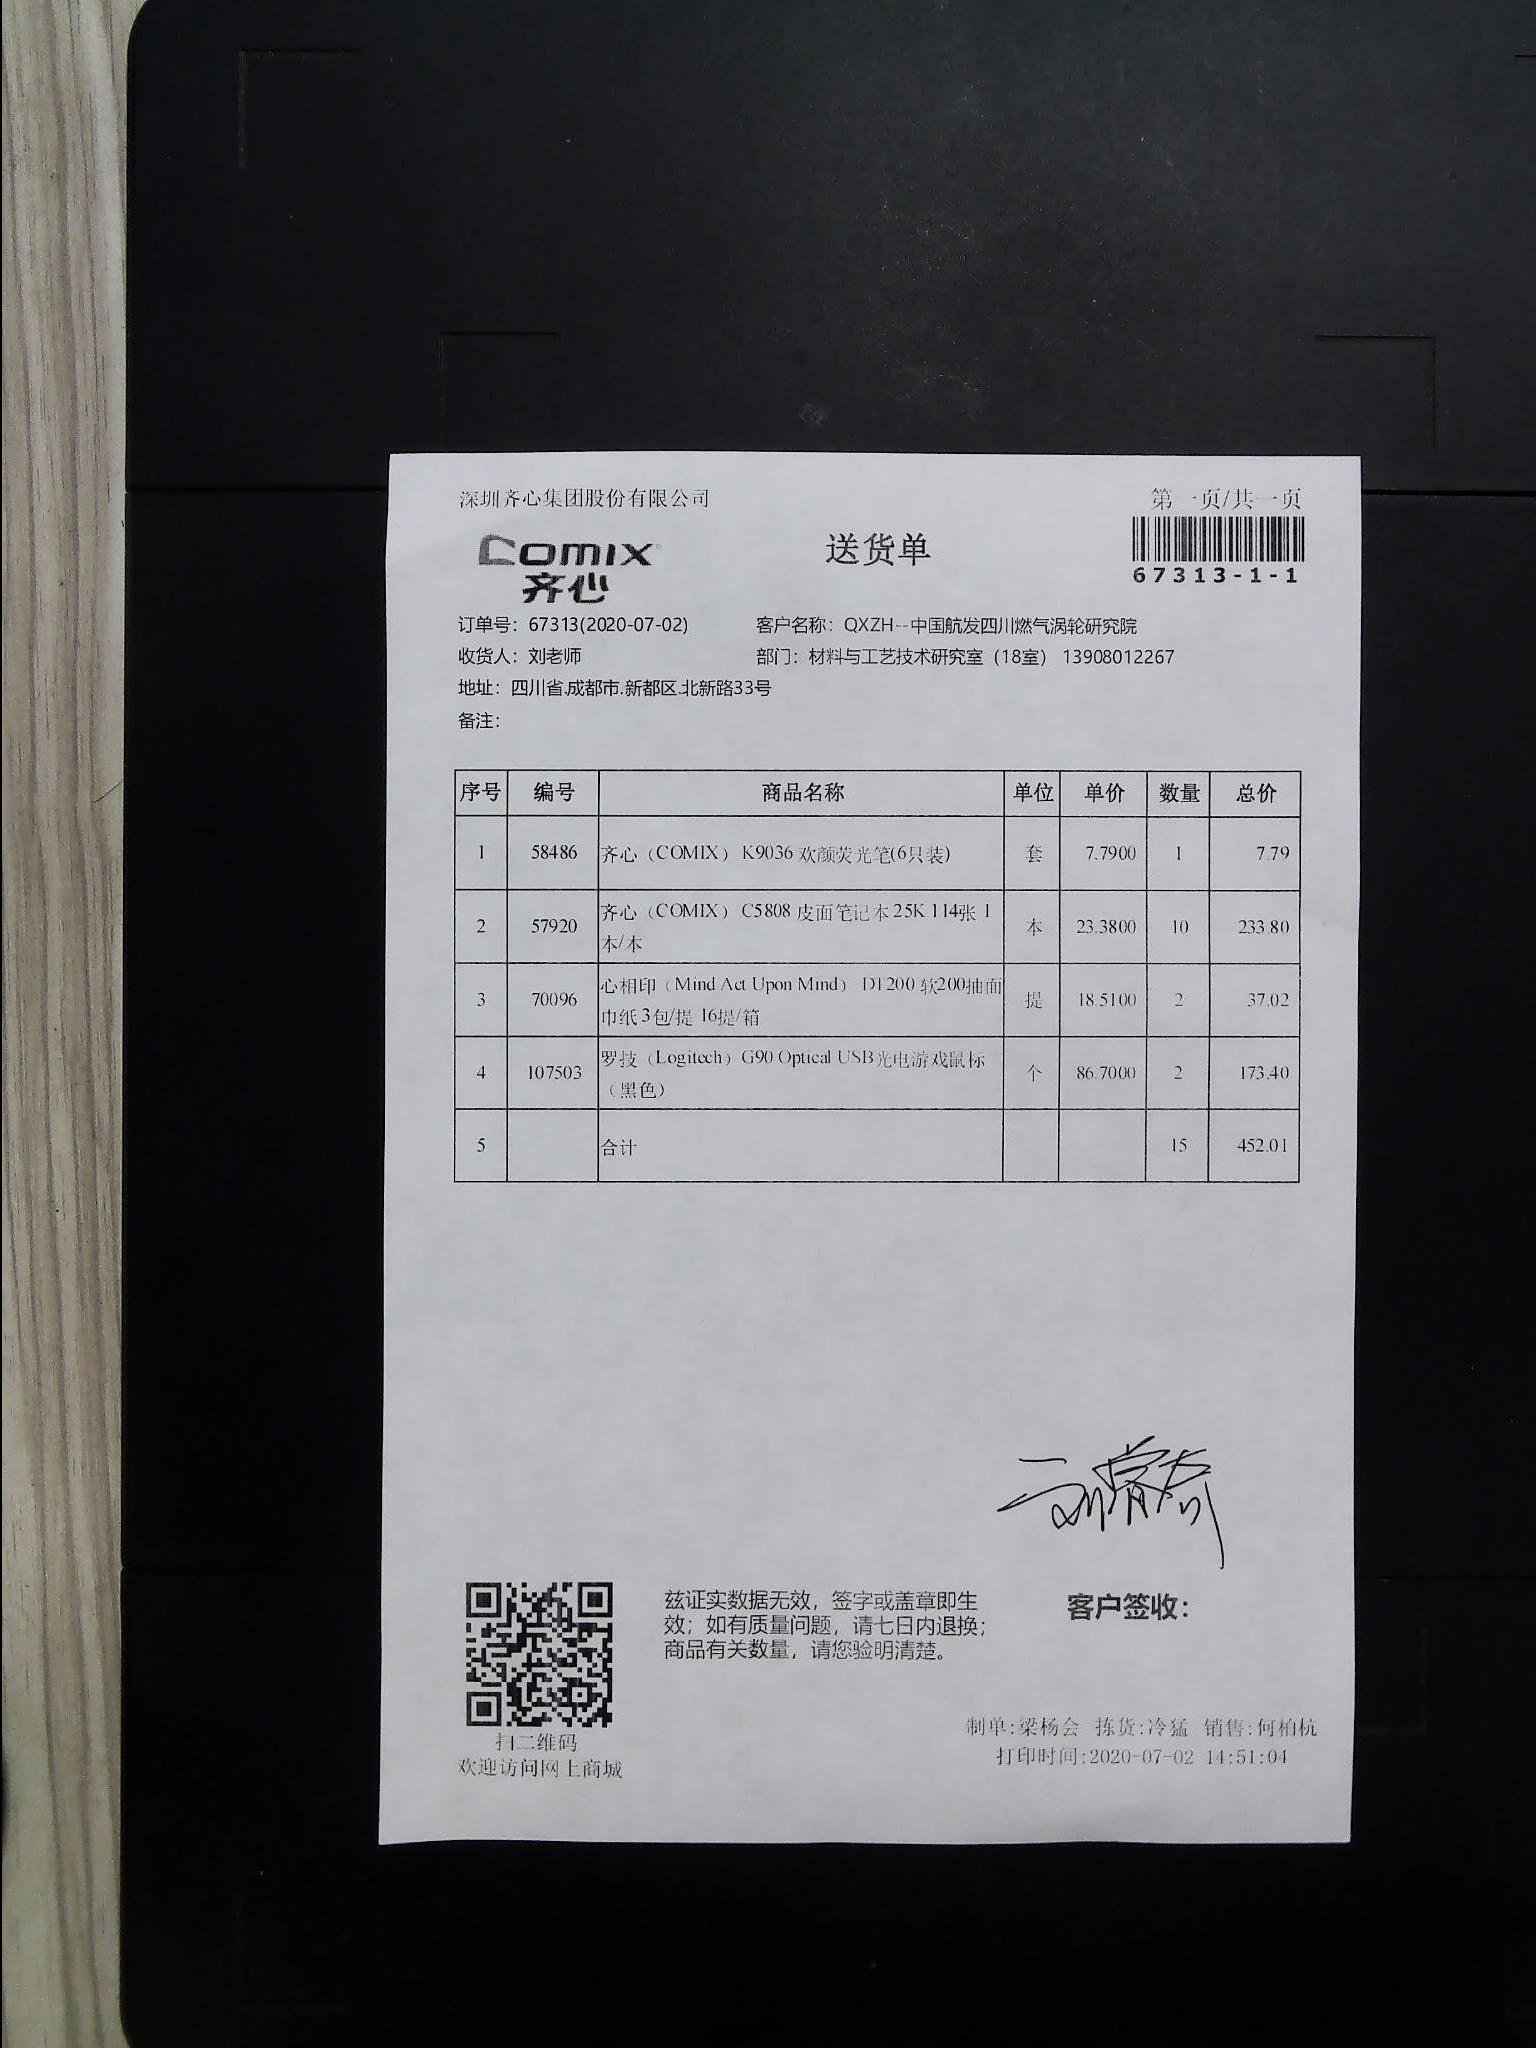 深圳齐心集团股份有限公司
第一页/共一页
COMIX
齐心
送货单
67313-1-1
订单号：67313(2020-07-02) 客户名称：QXZH--中国航发四川燃气涡轮研究院
收货人：刘老师 部门：材料与工艺技术研究室（18室） 13908012267
地址：四川省.成都市.新都区.北新路33号
备注：
序号 编号 商品名称 单位 单价 数量 总价
1 58486 齐心（COMIX） K9036 欢颜荧光笔(6只装) 套 7.7900 1 7.79
2 57920 齐心（COMIX） C5808 皮面笔记本 25K 114张 1
本/本 本 23.3800 10 233.80
3 70096 心相印（Mind Act Upon Mind） DT200 软200抽面
巾纸 3包/提 16提/箱 提 18.5100 2 37.02
4 107503 罗技（Logitech）G90 Optical USB光电游戏鼠标
（黑色） 个 86.7000 2 173.40
5 合计 15 452.01
兹证实数据无效，签字或盖章即生
效；如有质量问题，请七日内退换；
商品有关数量，请您验明清楚。
客户签收：
扫二维码
欢迎访问网上商城
制单:梁杨会 拣货:冷猛 销售:何柏杭
打印时间:2020-07-02 14:51:04